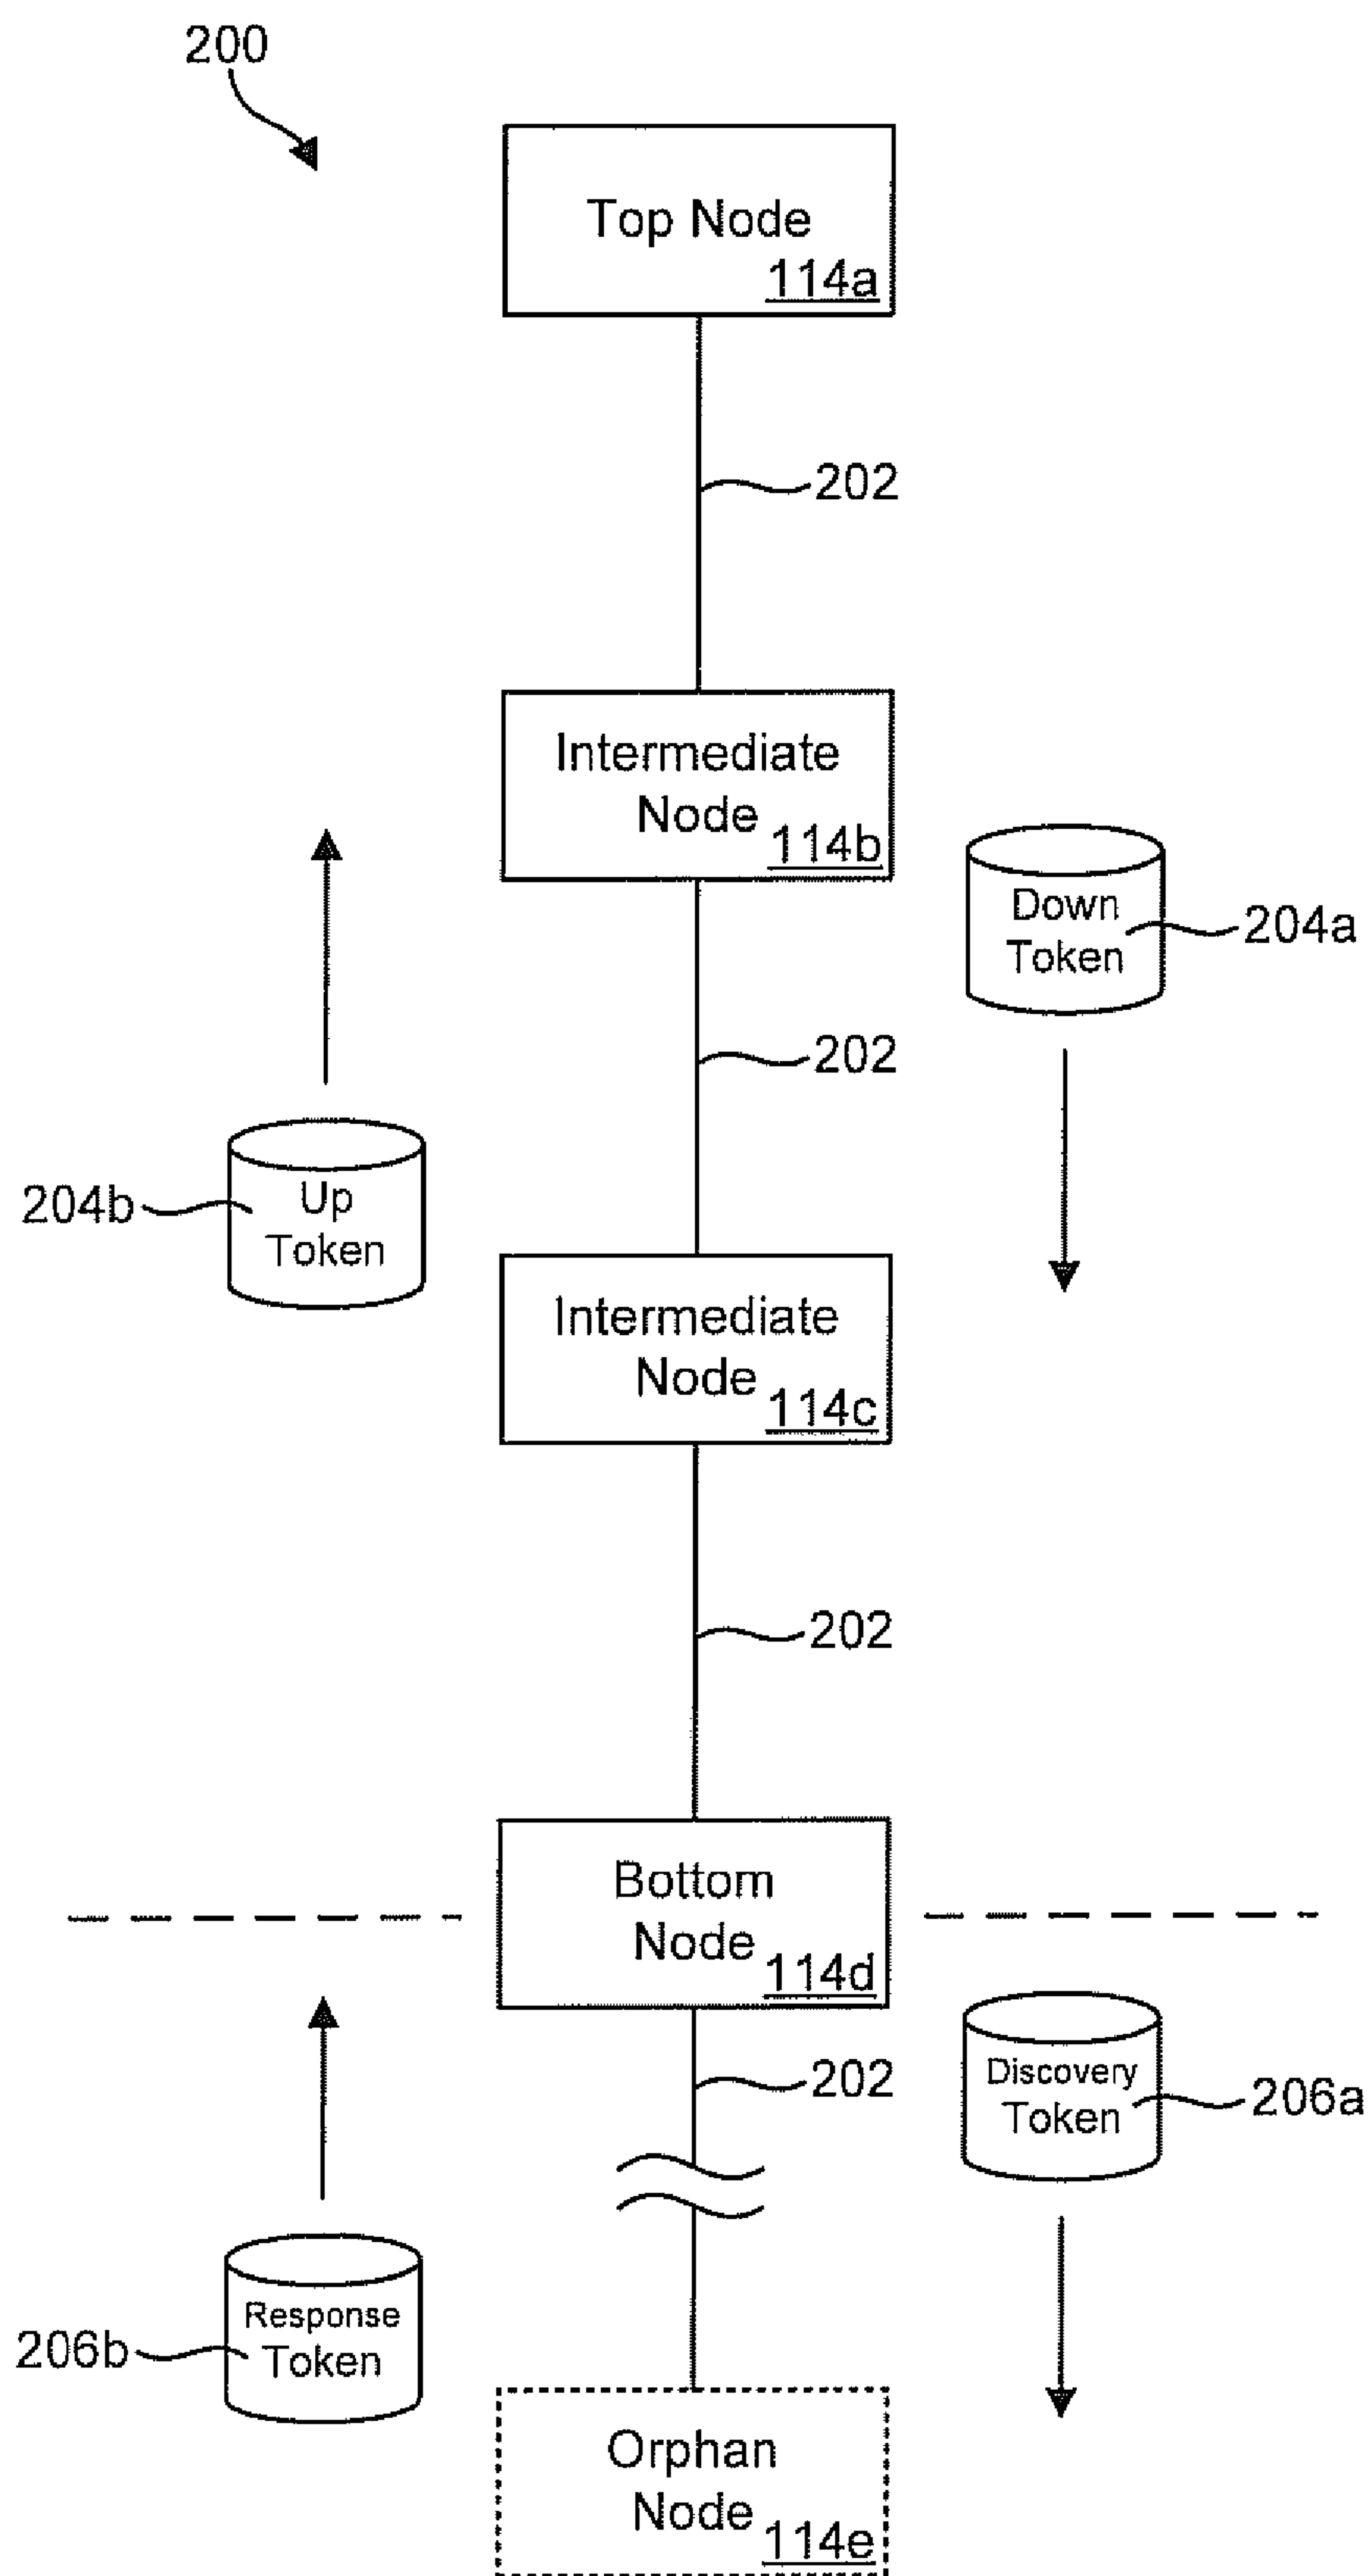 200
Top Node
114a
202
Intermediate
Node
114b
Down
Token
204a
202
204b
Up
Token
Intermediate
Node
114c
202
Bottom
Node
114d
202
Discovery
Token
206a
Response
Token
206b
Orphan
Node
114e